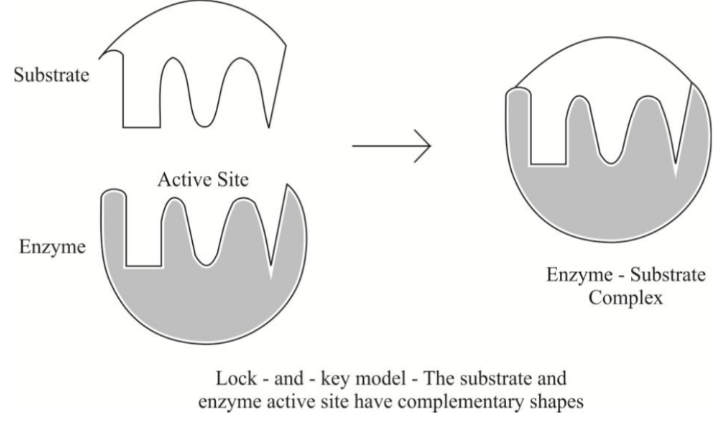 Substrate
Active Site
Enzyme
Enzyme - Substrate
Complex
Lock - and - key model - The substrate and
enzyme active site have complementary shapes